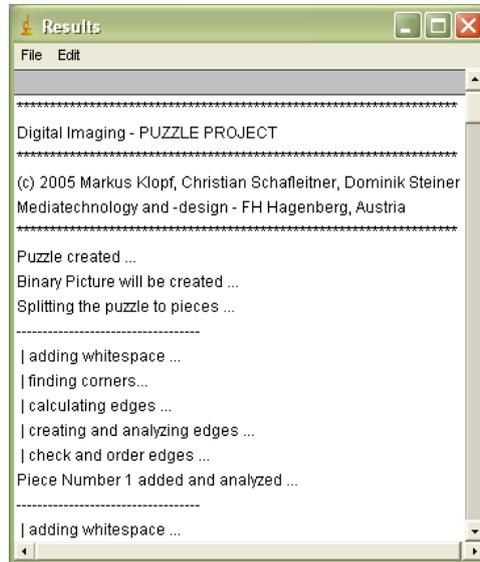 Results
File Edit
*******************************************************************
Digital Imaging - PUZZLE PROJECT
*******************************************************************
(c) 2005 Markus Klopf, Christian Schafleitner, Dominik Steiner
Mediatechnology and -design - FH Hagenberg, Austria
*******************************************************************
Puzzle created ...
Binary Picture will be created ...
Splitting the puzzle to pieces ...
-----------------------------------
| adding whitespace ...
| finding corners...
| calculating edges ...
| creating and analyzing edges ...
| check and order edges ...
Piece Number 1 added and analyzed ...
-----------------------------------
| adding whitespace ...